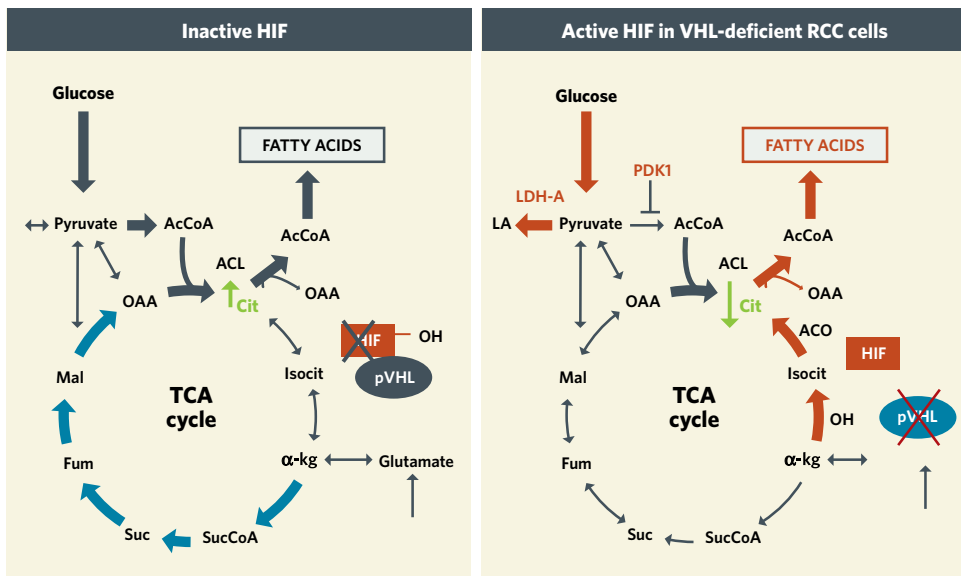 Inactive HIF
Glucose
FATTY ACIDS
Pyruvate
AcCoA
AcCoA
ACL
OAA
Cit
OAA
HIF
OH
pVHL
Mal
Isocit
TCA
cycle
Fum
α-kg
Glutamate
Suc
SucCoA
Active HIF in VHL-deficient RCC cells
Glucose
FATTY ACIDS
PDK1
LDH-A
LA
Pyruvate
AcCoA
AcCoA
ACL
OAA
Cit
OAA
ACO
HIF
Mal
Isocit
TCA
cycle
OH
pVHL
Fum
α-kg
Suc
SucCoA